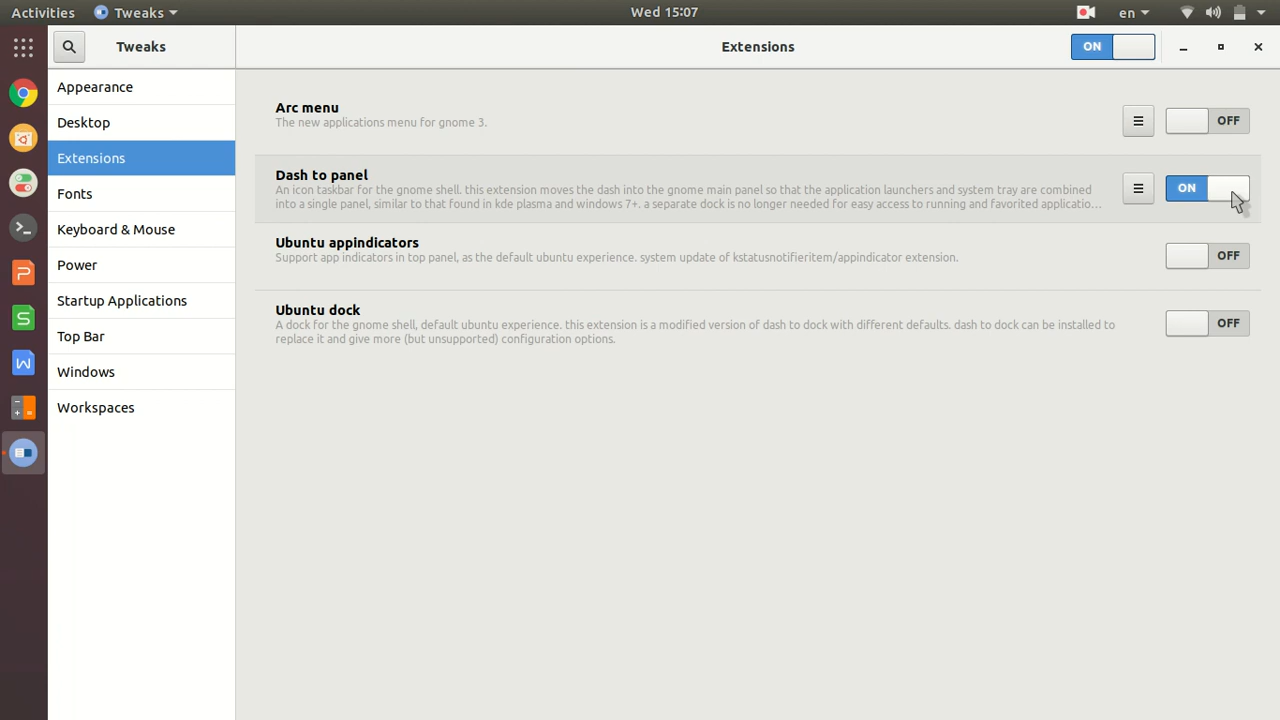 Activities Tweaks Wed 15:07 en
Tweaks Extensions ON
Appearance
Desktop
Extensions
Fonts
Keyboard & Mouse
Power
Startup Applications
Top Bar
Windows
Workspaces
Arc menu
The new applications menu for gnome 3.
OFF
Dash to panel
An icon taskbar for the gnome shell. this extension moves the dash into the gnome main panel so that the application launchers and system tray are combined
into a single panel, similar to that found in kde plasma and windows 7+. a separate dock is no longer needed for easy access to running and favorited applicatio...
ON
Ubuntu appindicators
Support app indicators in top panel, as the default ubuntu experience. system update of kstatusnotifieritem/appindicator extension.
OFF
Ubuntu dock
A dock for the gnome shell, default ubuntu experience. this extension is a modified version of dash to dock with different defaults. dash to dock can be installed to
replace it and give more (but unsupported) configuration options.
OFF